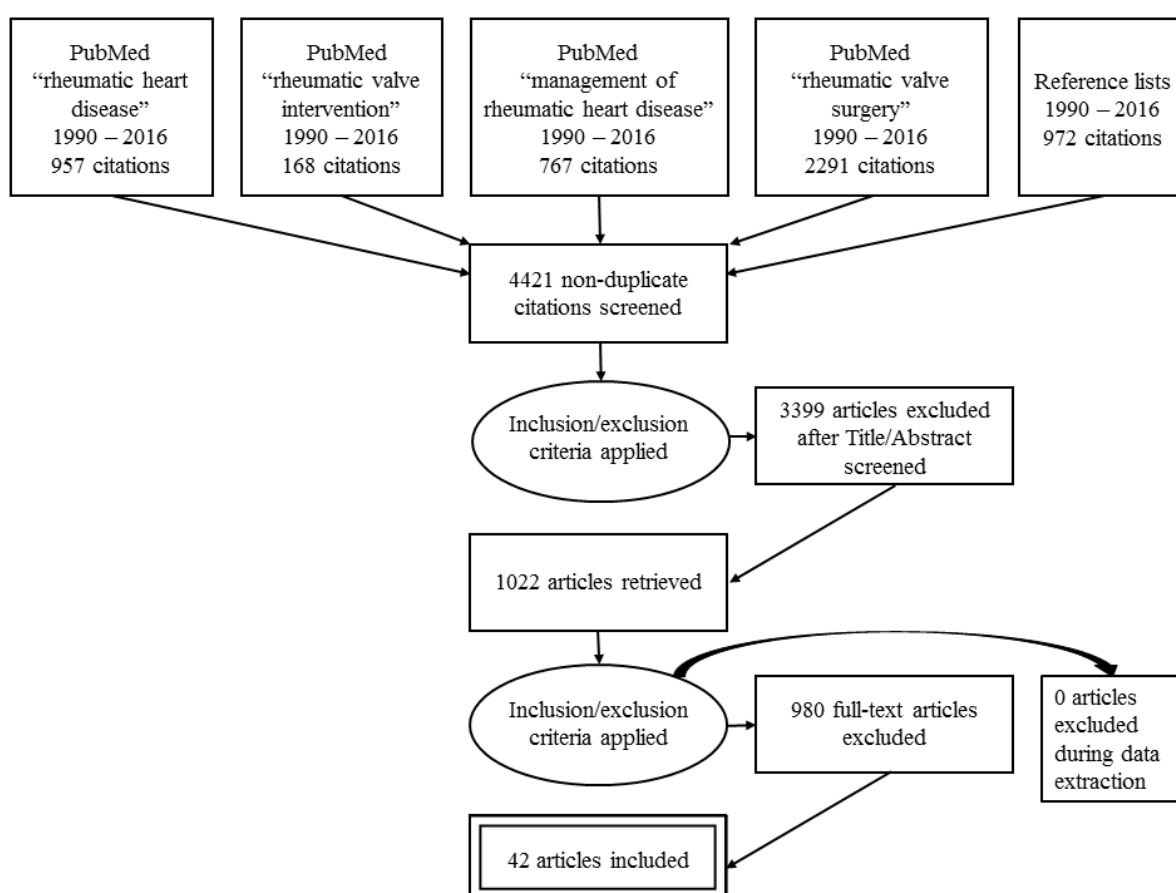 PubMed
“rheumatic heart
disease”
1990 – 2016
957 citations
PubMed
“rheumatic valve
intervention”
1990 – 2016
168 citations
PubMed
“management of
rheumatic heart disease”
1990 – 2016
767 citations
PubMed
“rheumatic valve
surgery”
1990 – 2016
2291 citations
Reference lists
1990 – 2016
972 citations
4421 non-duplicate
citations screened
Inclusion/exclusion
criteria applied
3399 articles excluded
after Title/Abstract
screened
1022 articles retrieved
Inclusion/exclusion
criteria applied
980 full-text articles
excluded
0 articles
excluded
during data
extraction
42 articles included